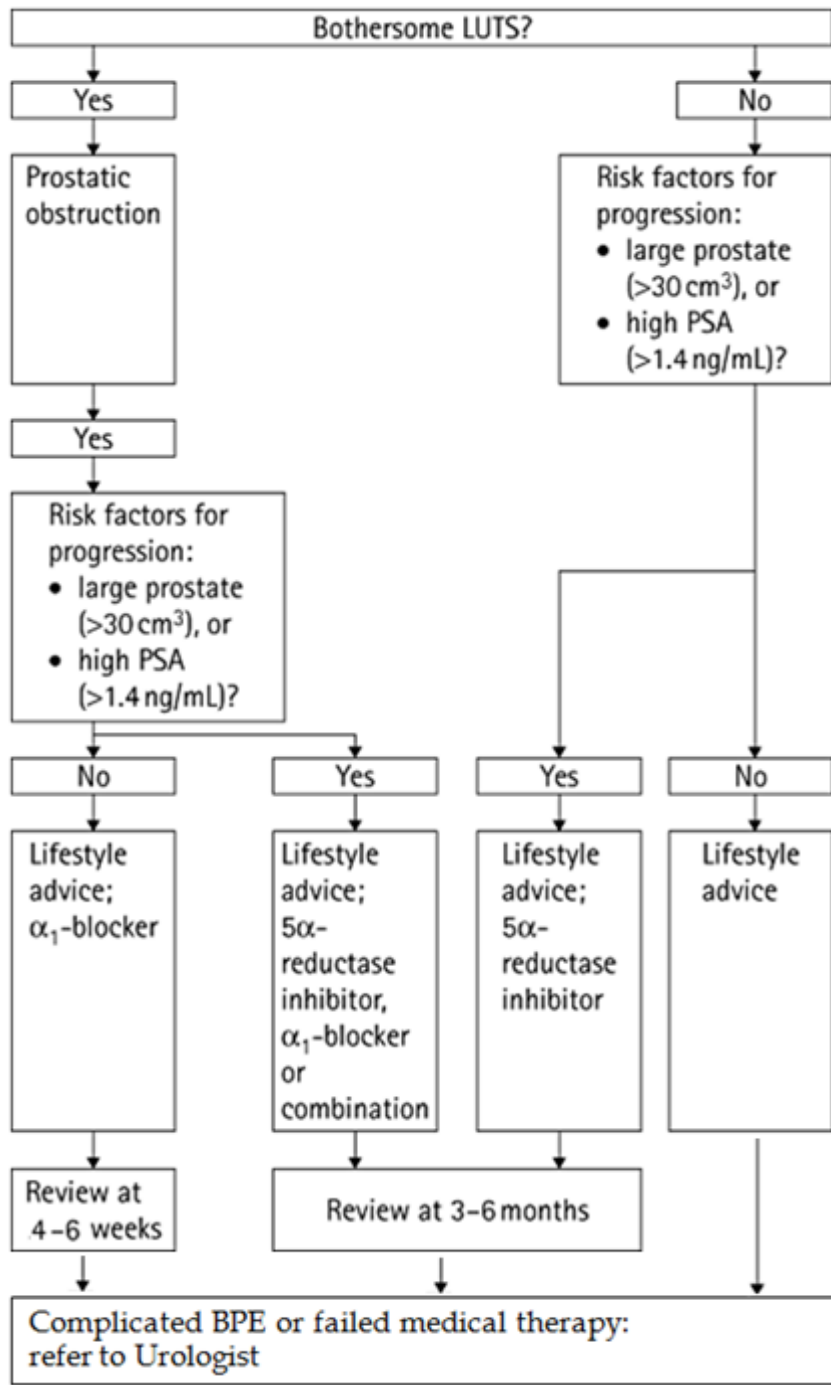 Bothersome LUTS?
Yes
No
Prostatic
obstruction
Risk factors for
progression:
• large prostate
(>30 cm³), or
• high PSA
(>1.4 ng/mL)?
Yes
Risk factors for
progression:
• large prostate
(>30 cm³), or
• high PSA
(>1.4 ng/mL)?
No
Yes
Yes
No
Lifestyle
advice;
α₁-blocker
Lifestyle
advice;
5α-
reductase
inhibitor,
α₁-blocker
or
combination
Lifestyle
advice;
5α-
reductase
inhibitor
Lifestyle
advice
Review at
4–6 weeks
Review at 3–6 months
Complicated BPE or failed medical therapy:
refer to Urologist